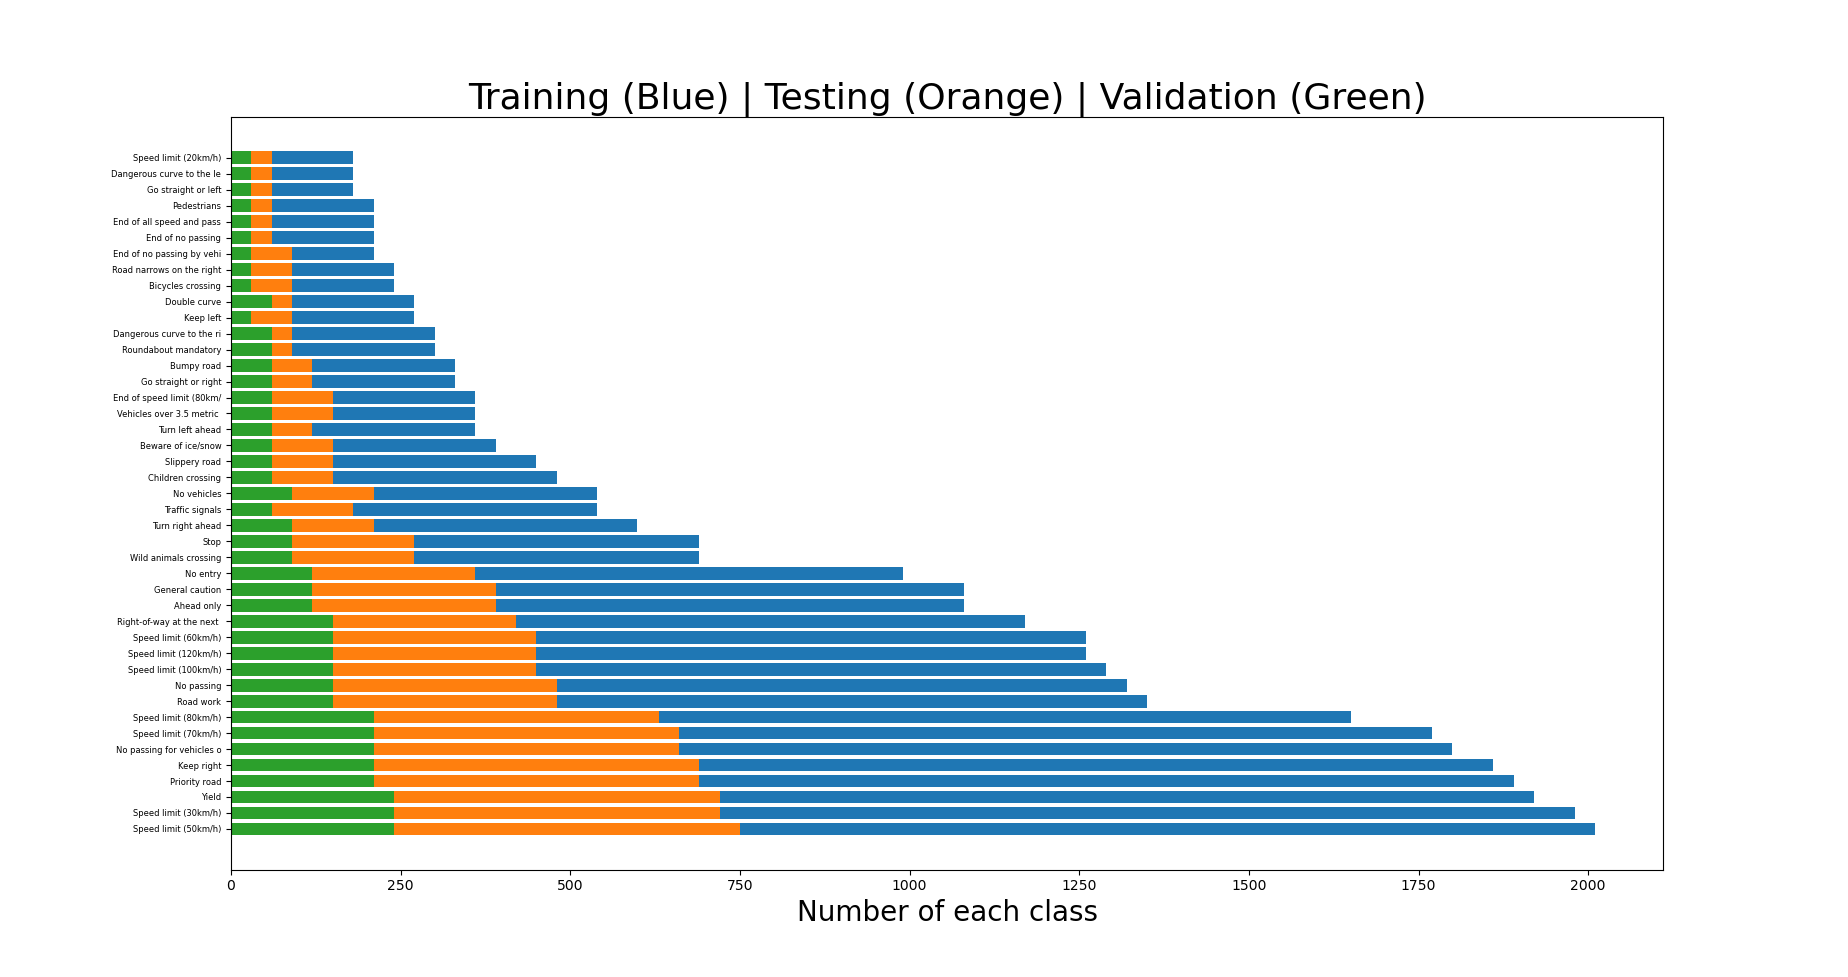 Training (Blue) | Testing (Orange) | Validation (Green)
Speed limit (20km/h)
Dangerous curve to the le
Go straight or left
Pedestrians
End of all speed and pass
End of no passing
End of no passing by vehi
Road narrows on the right
Bicycles crossing
Double curve
Keep left
Dangerous curve to the ri
Roundabout mandatory
Bumpy road
Go straight or right
End of speed limit (80km/
Vehicles over 3.5 metric
Turn left ahead
Beware of ice/snow
Slippery road
Children crossing
No vehicles
Traffic signals
Turn right ahead
Stop
Wild animals crossing
No entry
General caution
Ahead only
Right-of-way at the next
Speed limit (60km/h)
Speed limit (120km/h)
Speed limit (100km/h)
No passing
Road work
Speed limit (80km/h)
Speed limit (70km/h)
No passing for vehicles o
Keep right
Priority road
Yield
Speed limit (30km/h)
Speed limit (50km/h)
0 250 500 750 1000 1250 1500 1750 2000
Number of each class